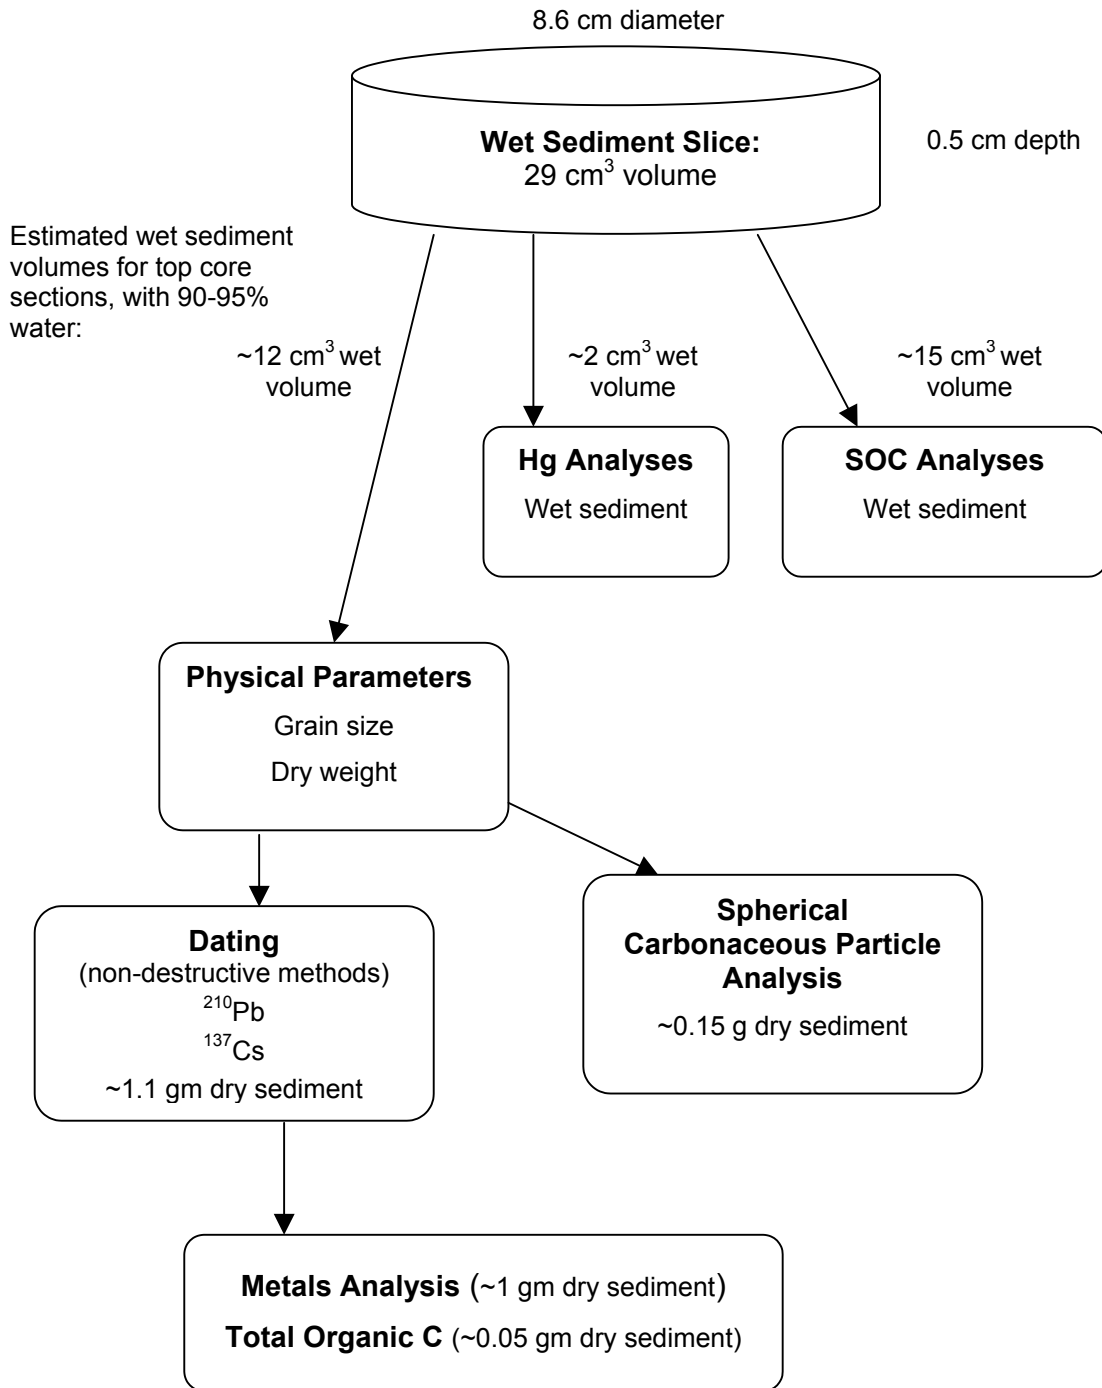 8.6 cm diameter
Wet Sediment Slice:
29 cm³ volume
0.5 cm depth
Estimated wet sediment
volumes for top core
sections, with 90-95%
water:
~12 cm³ wet
volume
~2 cm³ wet
volume
~15 cm³ wet
volume
Hg Analyses
Wet sediment
SOC Analyses
Wet sediment
Physical Parameters
Grain size
Dry weight
Dating
(non-destructive methods)
²¹⁰Pb
¹³⁷Cs
~1.1 gm dry sediment
Spherical
Carbonaceous Particle
Analysis
~0.15 g dry sediment
Metals Analysis (~1 gm dry sediment)
Total Organic C (~0.05 gm dry sediment)